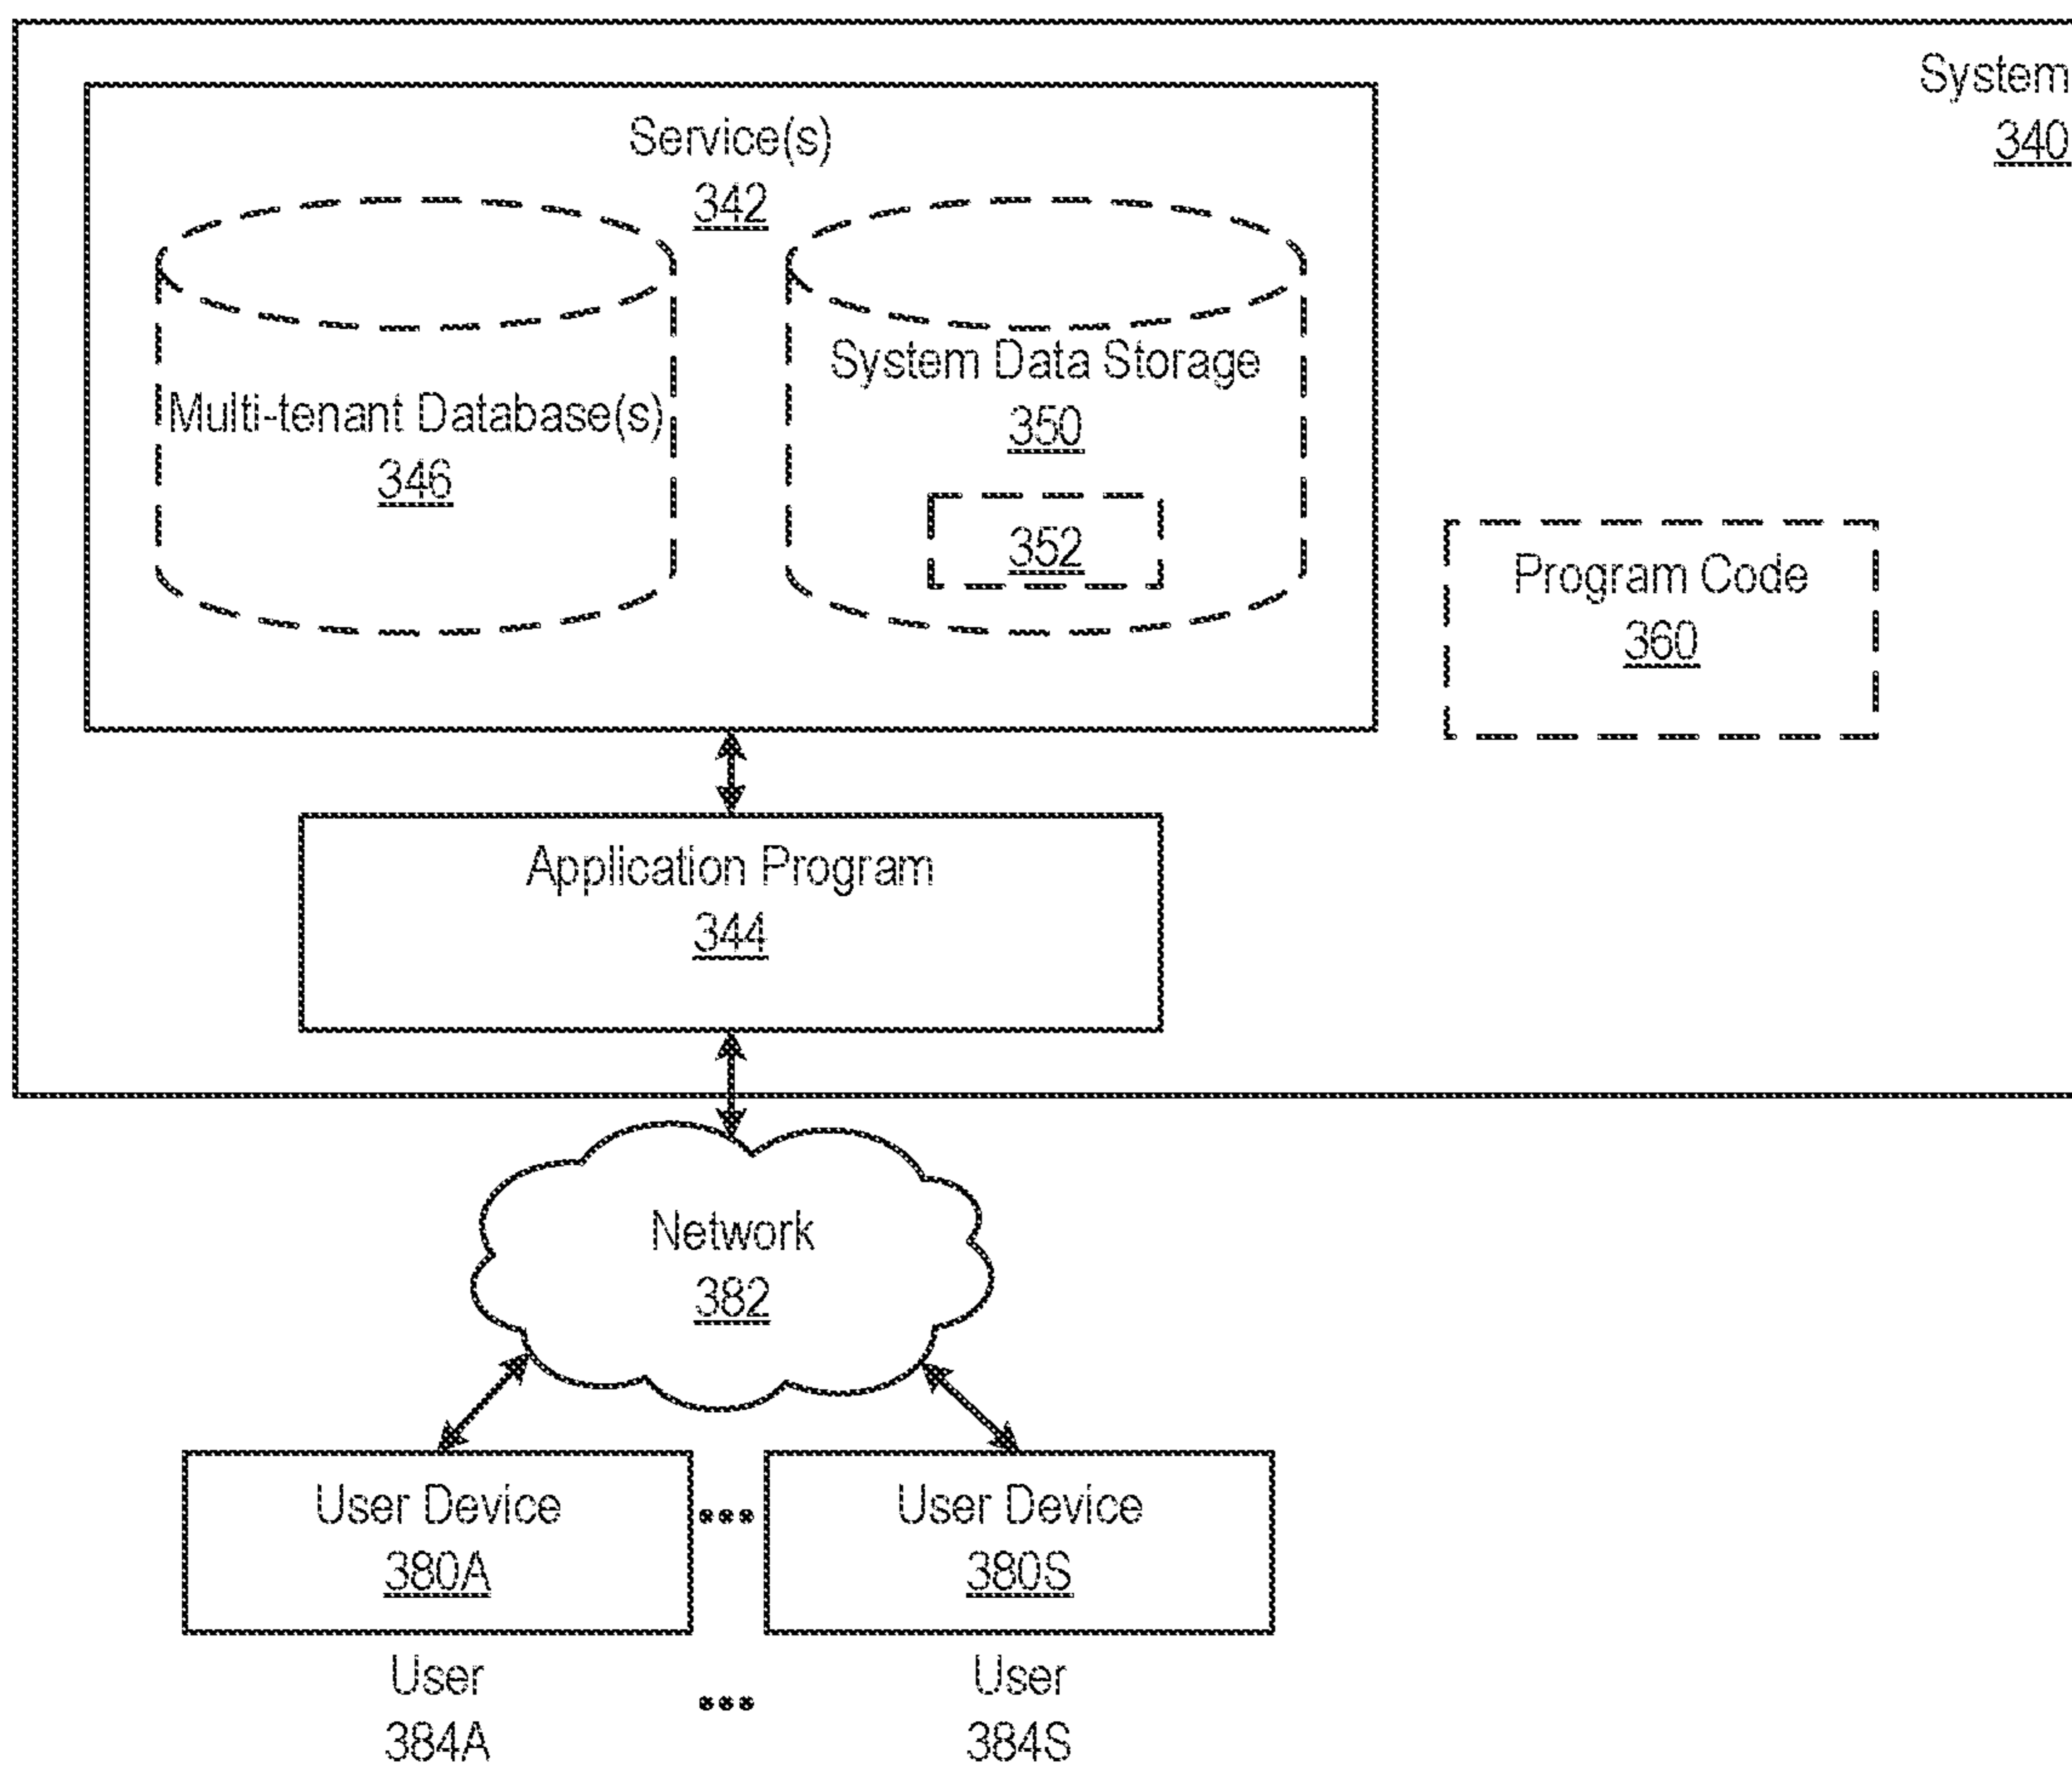 System
340
Service(s)
342
Multi-tenant Database(s)
346
System Data Storage
350
352
Program Code
360
Application Program
344
Network
382
User Device
380A
•••
User Device
380S
User
384A
•••
User
384S